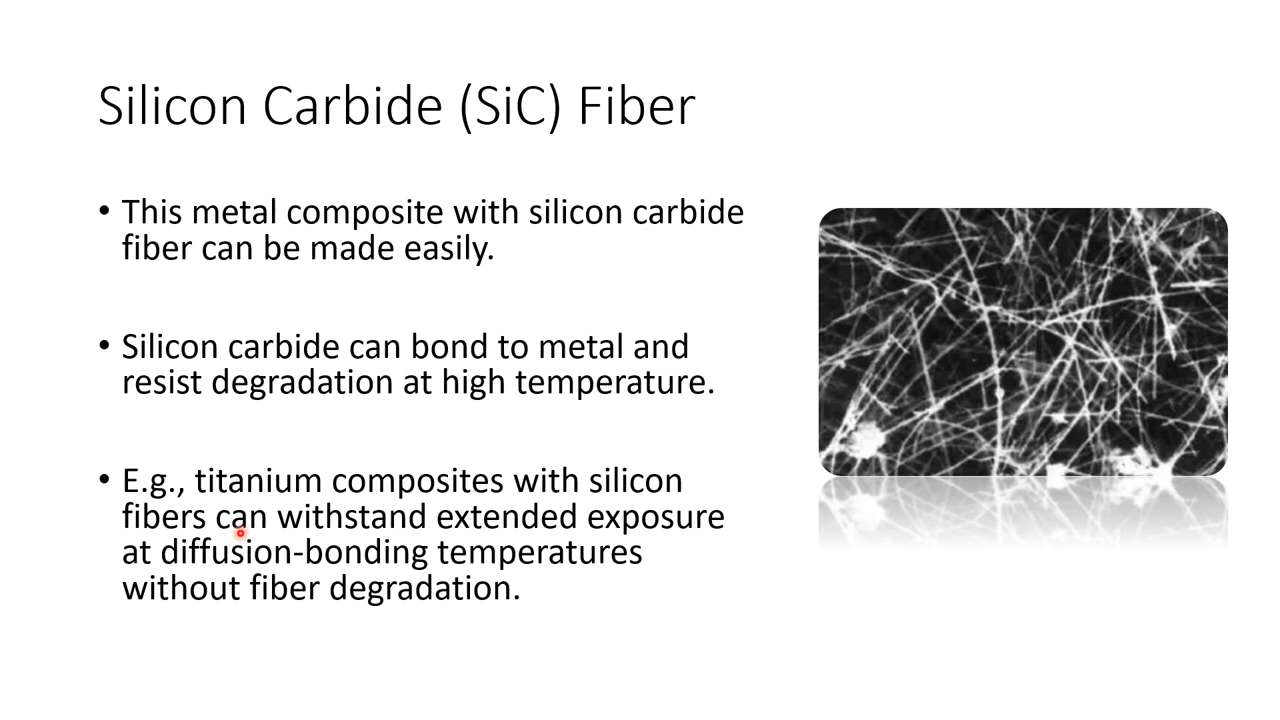 Silicon Carbide (SiC) Fiber
• This metal composite with silicon carbide
fiber can be made easily.
• Silicon carbide can bond to metal and
resist degradation at high temperature.
• E.g., titanium composites with silicon
fibers can withstand extended exposure
at diffusion-bonding temperatures
without fiber degradation.